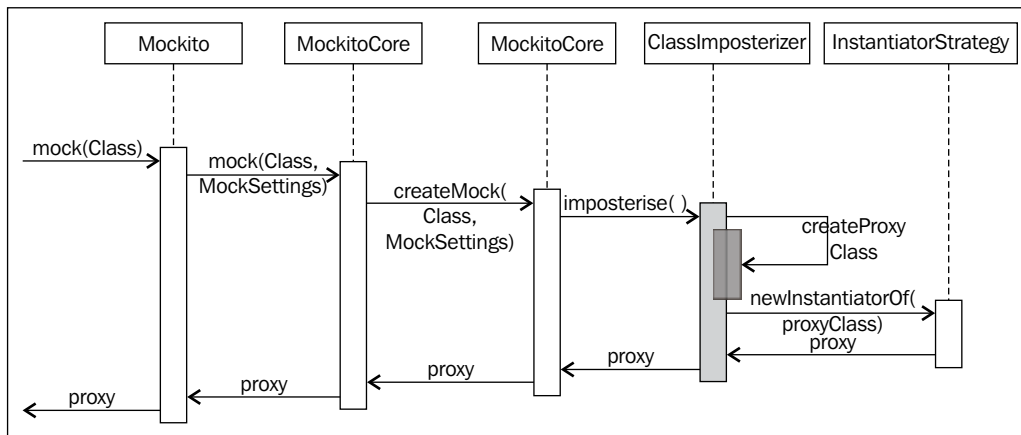 Mockito
MockitoCore
MockitoCore
ClassImposterizer
InstantiatorStrategy
mock(Class)
mock(Class,
MockSettings)
createMock(
Class,
MockSettings)
imposterise( )
createProxy
Class
newInstantiatorOf(
proxyClass)
proxy
proxy
proxy
proxy
proxy